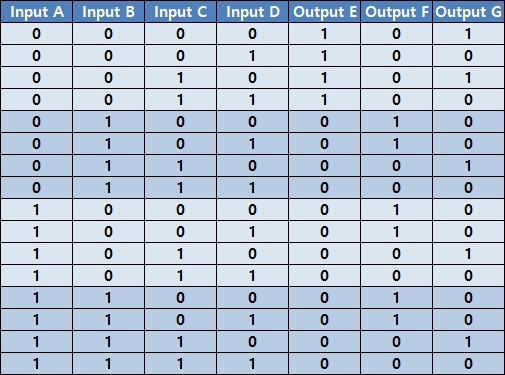 Input A Input B Input C Input D Output E Output F Output G
0 0 0 0 1 0 1
0 0 0 1 1 0 0
0 0 1 0 1 0 1
0 0 1 1 1 0 0
0 1 0 0 0 1 0
0 1 0 1 0 1 0
0 1 1 0 0 0 1
0 1 1 1 0 0 0
1 0 0 0 0 1 0
1 0 0 1 0 1 0
1 0 1 0 0 0 1
1 0 1 1 0 0 0
1 1 0 0 0 1 0
1 1 0 1 0 1 0
1 1 1 0 0 0 1
1 1 1 1 0 0 0